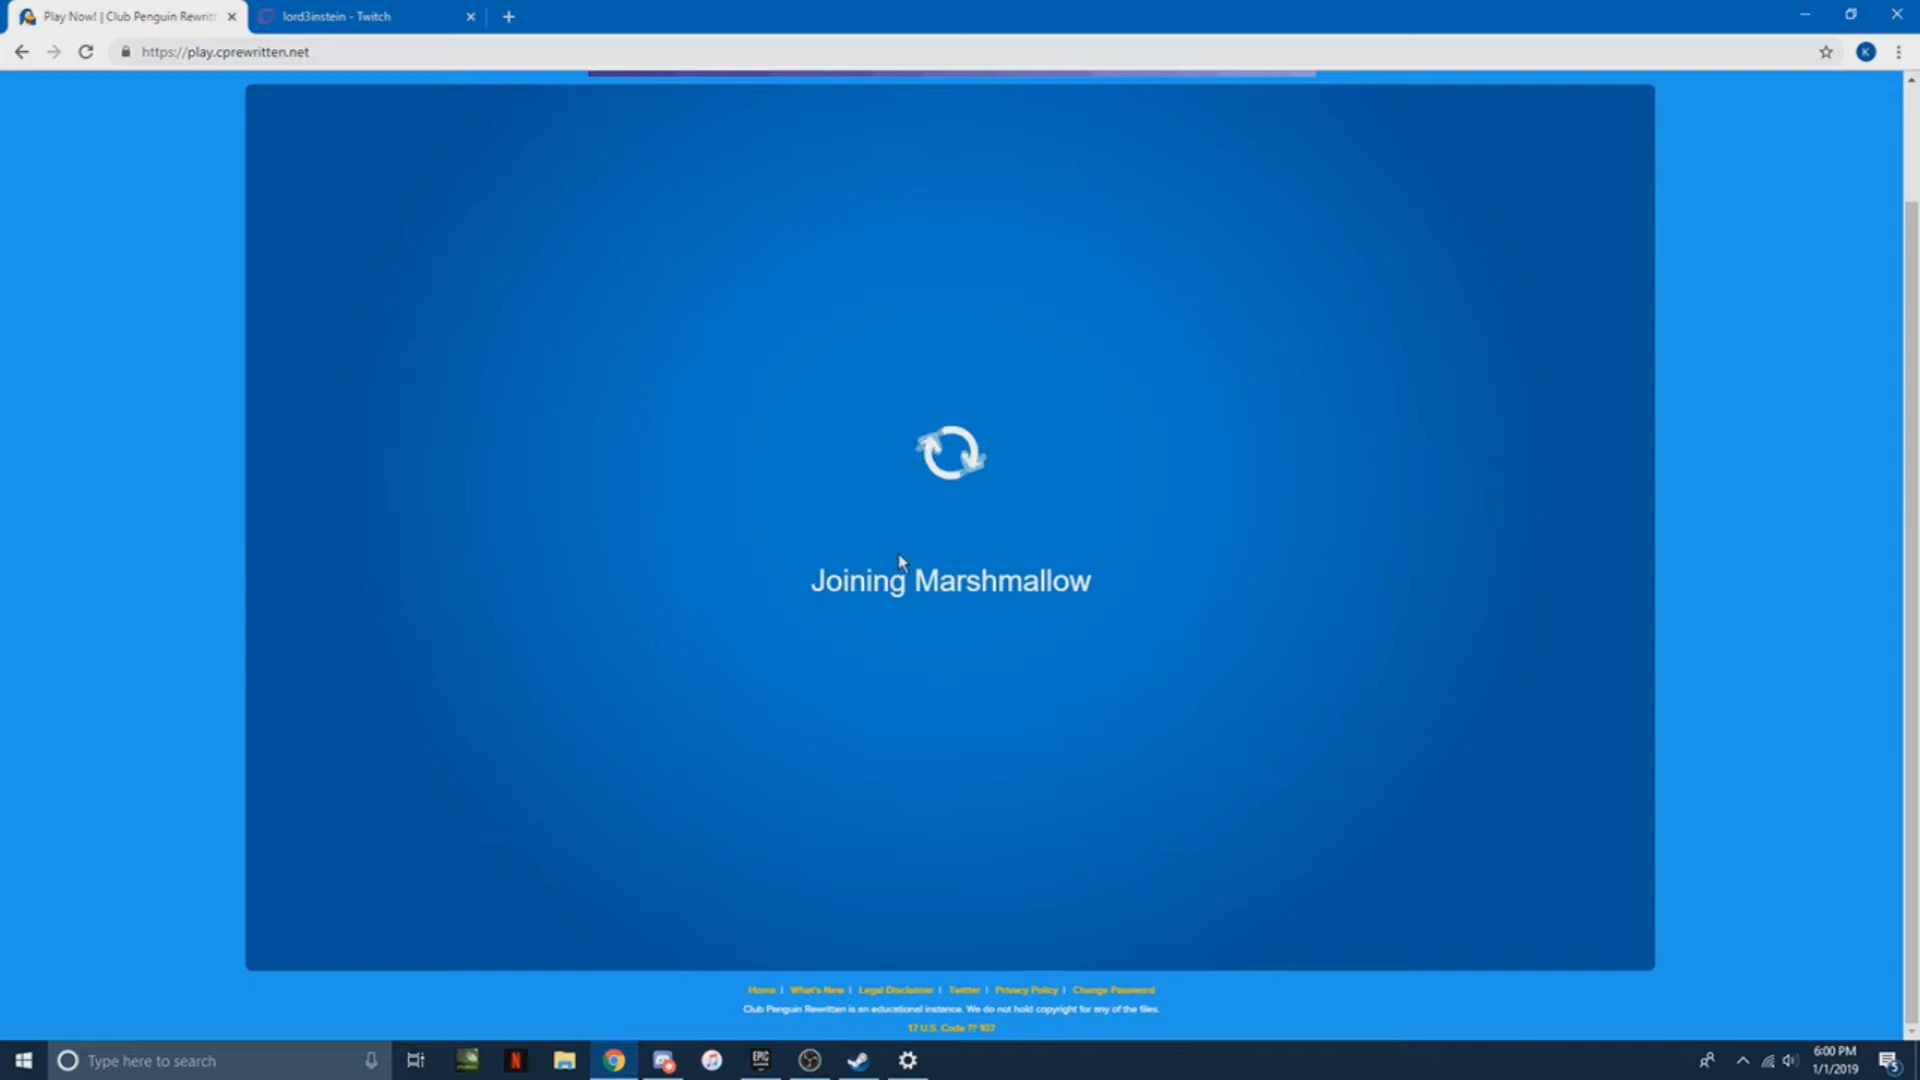 Play Now! | Club Penguin Rewritt
lord3instein - Twitch
https://play.cprewritten.net
K
Joining Marshmallow
Home | What's New | Legal Disclaimer | Twitter | Privacy Policy | Change Password
Club Penguin Rewritten is an educational instance. We do not hold copyright for any of the files.
17 U.S. Code ?? 107
Type here to search
N
EPIC
6:00 PM
1/1/2019
5